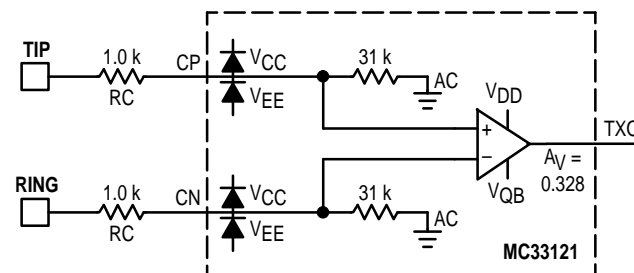 TIP
1.0 k
RC
CP
VCC
VEE
31 k
AC
VDD
+
−
AV =
0.328
TXO
VQB
RING
1.0 k
RC
CN
VCC
VEE
31 k
AC
MC33121